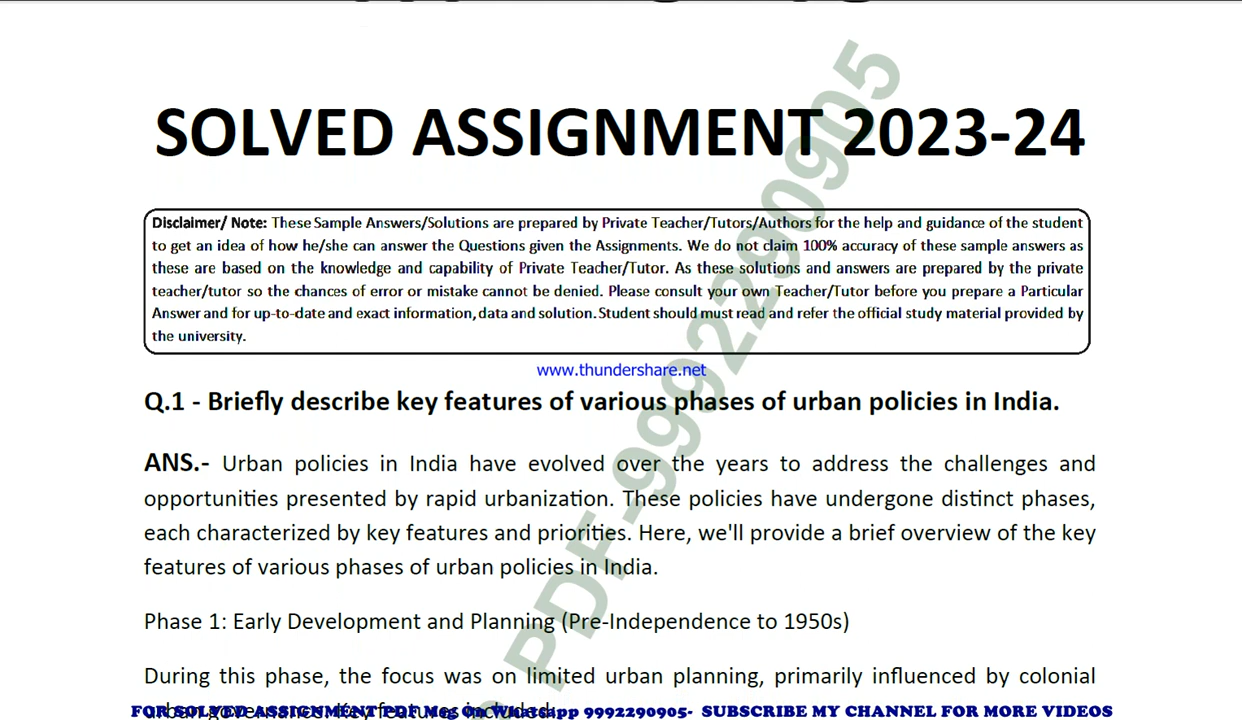 SOLVED ASSIGNMENT 2023-24
Disclaimer/ Note: These Sample Answers/Solutions are prepared by Private Teacher/Tutors/Authors for the help and guidance of the student
to get an idea of how he/she can answer the Questions given the Assignments. We do not claim 100% accuracy of these sample answers as
these are based on the knowledge and capability of Private Teacher/Tutor. As these solutions and answers are prepared by the private
teacher/tutor so the chances of error or mistake cannot be denied. Please consult your own Teacher/Tutor before you prepare a Particular
Answer and for up-to-date and exact information, data and solution. Student should must read and refer the official study material provided by
the university.
www.thundershare.net
Q.1 - Briefly describe key features of various phases of urban policies in India.
ANS.- Urban policies in India have evolved over the years to address the challenges and
opportunities presented by rapid urbanization. These policies have undergone distinct phases,
each characterized by key features and priorities. Here, we'll provide a brief overview of the key
features of various phases of urban policies in India.
Phase 1: Early Development and Planning (Pre-Independence to 1950s)
During this phase, the focus was on limited urban planning, primarily influenced by colonial
urban governance. Key features included:
FOR SOLVED ASSIGNMENT PDF Msg On Whatsapp 9992290905- SUBSCRIBE MY CHANNEL FOR MORE VIDEOS
PDF-9992290905